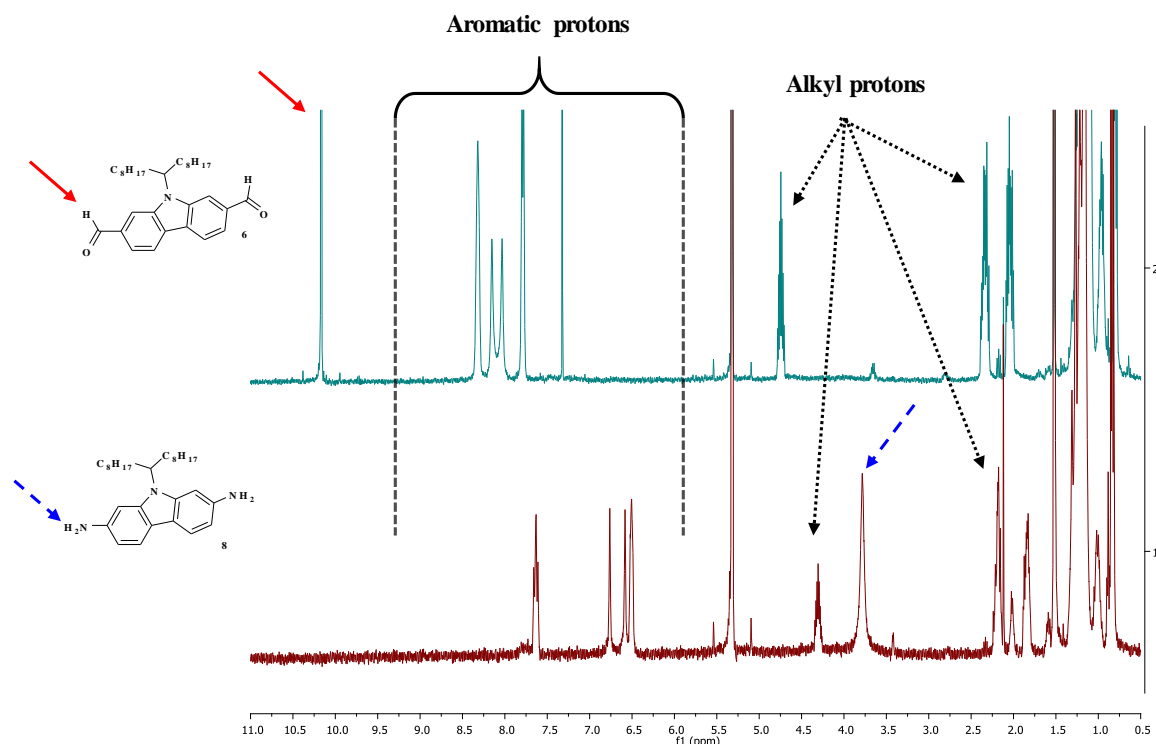 Aromatic protons
Alkyl protons
C8H17 C8H17
N
H
O
H
O
6
2
C8H17 C8H17
N
NH2
H2N
8
1
11.0 10.5 10.0 9.5 9.0 8.5 8.0 7.5 7.0 6.5 6.0 5.5 5.0 4.5 4.0 3.5 3.0 2.5 2.0 1.5 1.0 0.5
f1 (ppm)